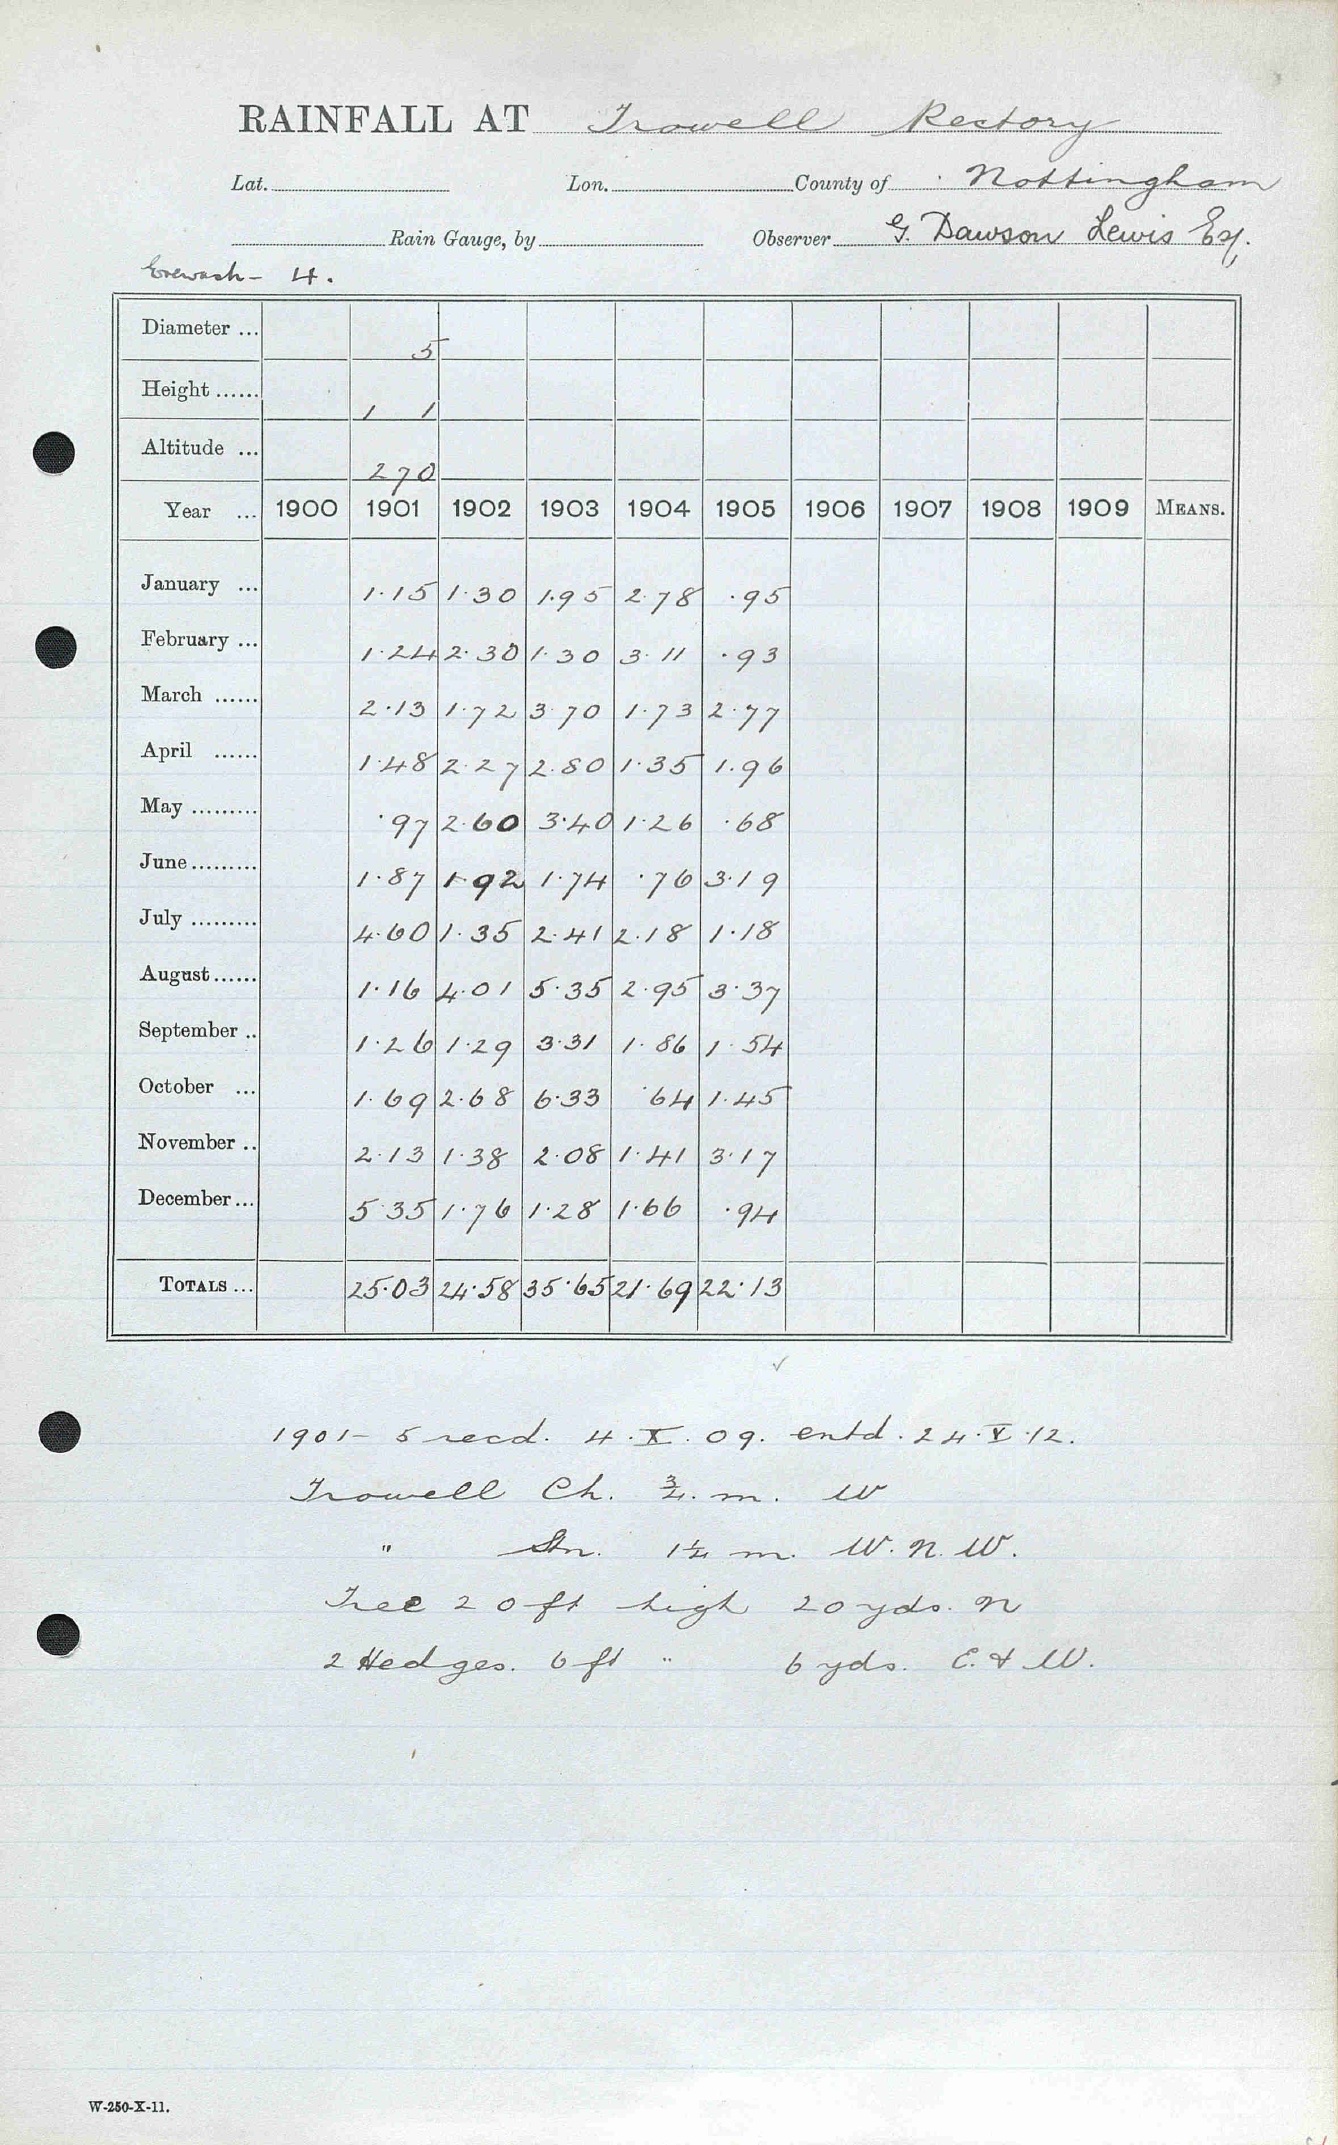 RAINFALL AT Trowell Rectory
Lat. Lon. County of Nottingham
Rain Gauge, by Observer G. Dawson Lewis Esq.
Erewash - 4.
Diameter ... 5
Height ...... 1 1
Altitude ... 270
Year ... 1900 1901 1902 1903 1904 1905 1906 1907 1908 1909 MEANS.
January ... 1.15 1.30 1.95 2.78 .95
February ... 1.24 2.30 1.30 3.11 .93
March ...... 2.13 1.72 3.70 1.73 2.77
April ...... 1.48 2.27 2.80 1.35 1.96
May ......... .97 2.60 3.40 1.26 .68
June ......... 1.87 1.92 1.74 .76 3.19
July ......... 4.60 1.35 2.41 2.18 1.18
August ...... 1.16 4.01 5.35 2.95 3.37
September .. 1.26 1.29 3.31 1.86 1.54
October ... 1.69 2.68 6.33 .64 1.45
November .. 2.13 1.38 2.08 1.41 3.17
December ... 5.35 1.76 1.28 1.66 .94
TOTALS ... 25.03 24.58 35.65 21.69 22.13
1901-5 recd. 4.X.09. entd. 24.V.12.
Trowell Ch. 3/4 m. W
" Stn. 1 1/4 m. W.N.W.
Tree 20 ft high 20 yds. N
2 Hedges. 6 ft " 6 yds. E. & W.
W-250-X-11.